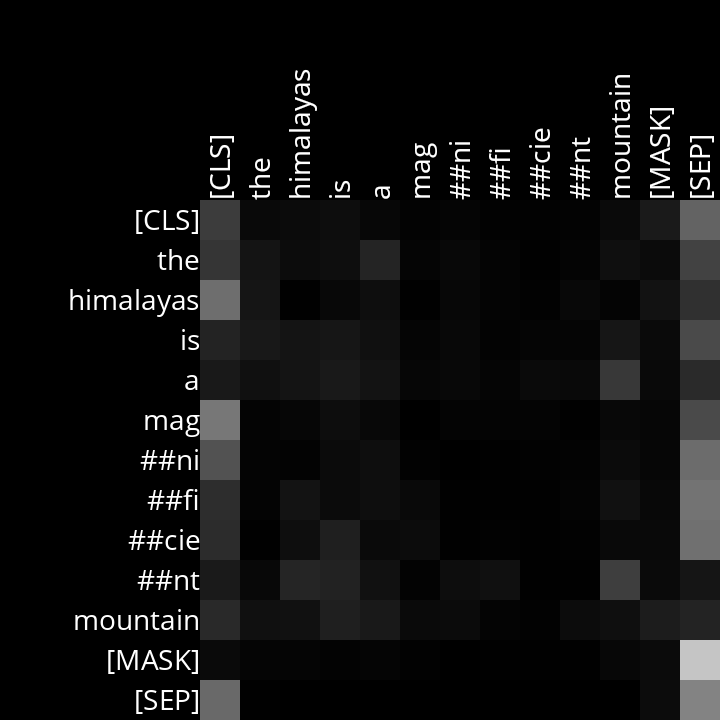 [CLS]
the
himalayas
is
a
mag
##ni
##fi
##cie
##nt
mountain
[MASK]
[SEP]
[CLS]
the
himalayas
is
a
mag
##ni
##fi
##cie
##nt
mountain
[MASK]
[SEP]